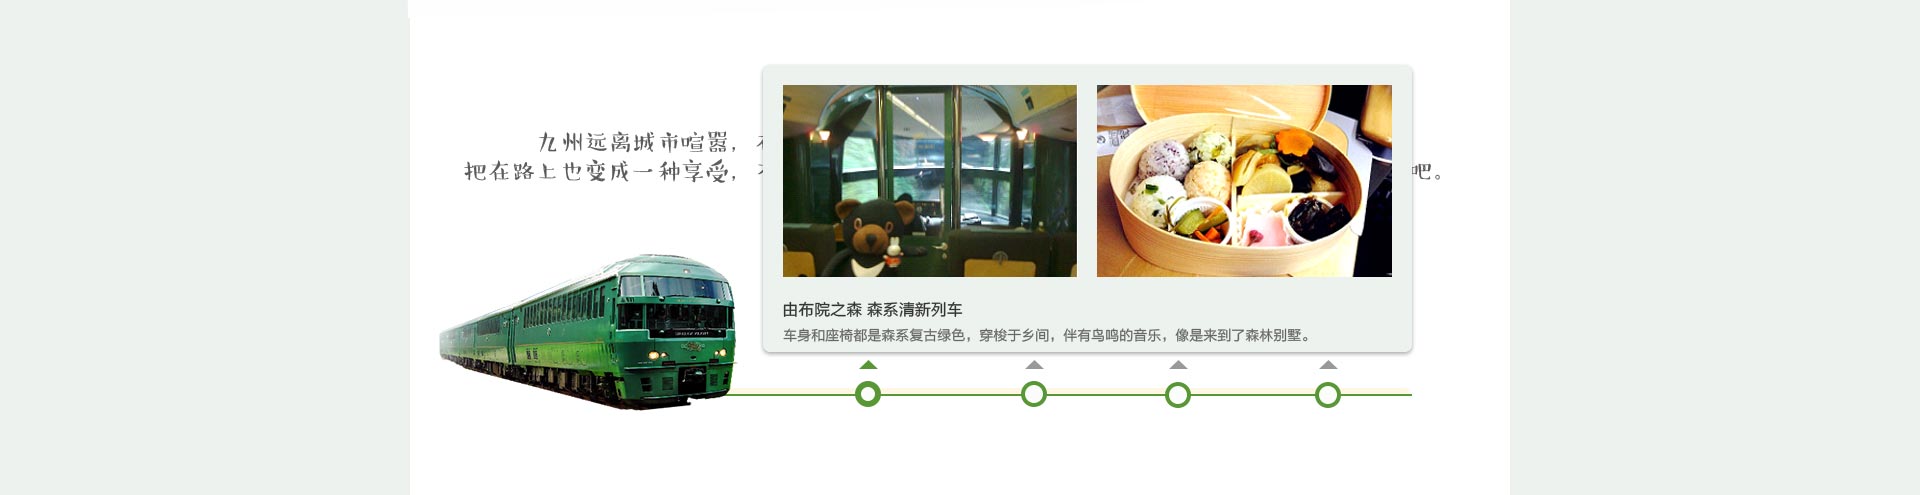 九州远离城市喧嚣，
把在路上也变成一种享受，
吧。
由布院之森 森系清新列车
车身和座椅都是森系复古绿色，穿梭于乡间，伴有鸟鸣的音乐，像是来到了森林别墅。